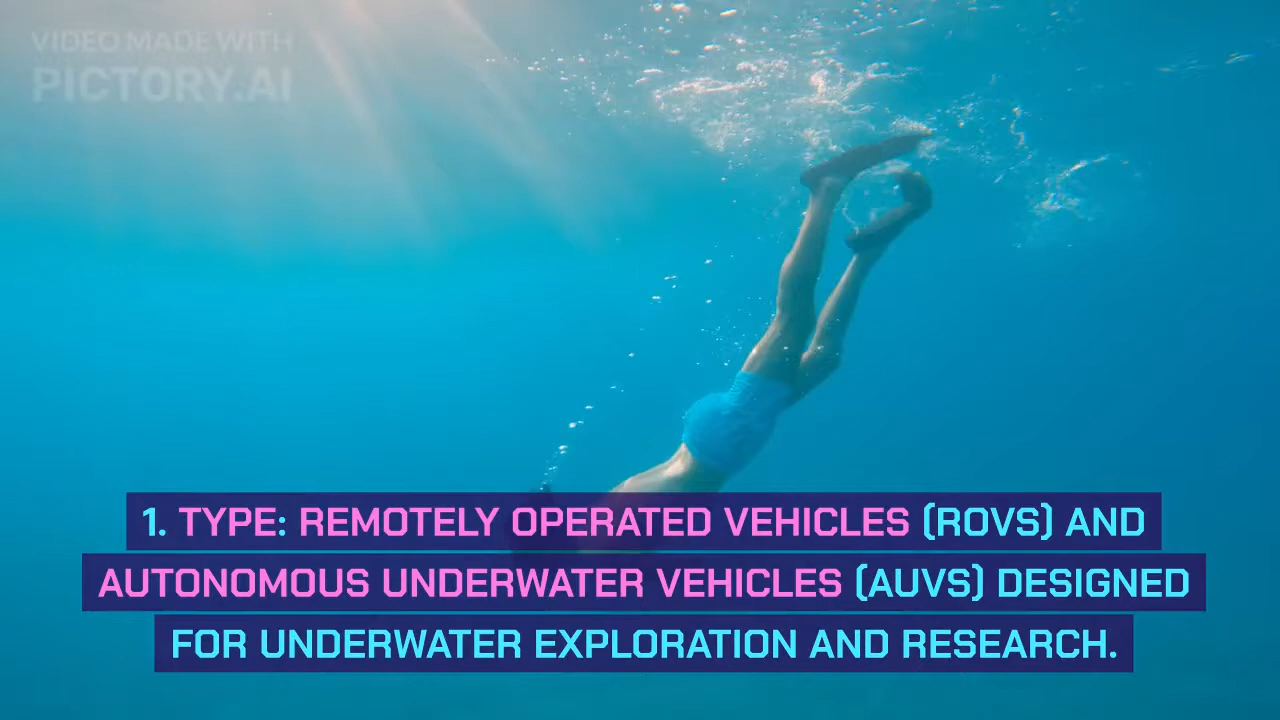 VIDEO MADE WITH
PICTORY.AI
1. TYPE: REMOTELY OPERATED VEHICLES (ROVS) AND
AUTONOMOUS UNDERWATER VEHICLES (AUVS) DESIGNED
FOR UNDERWATER EXPLORATION AND RESEARCH.